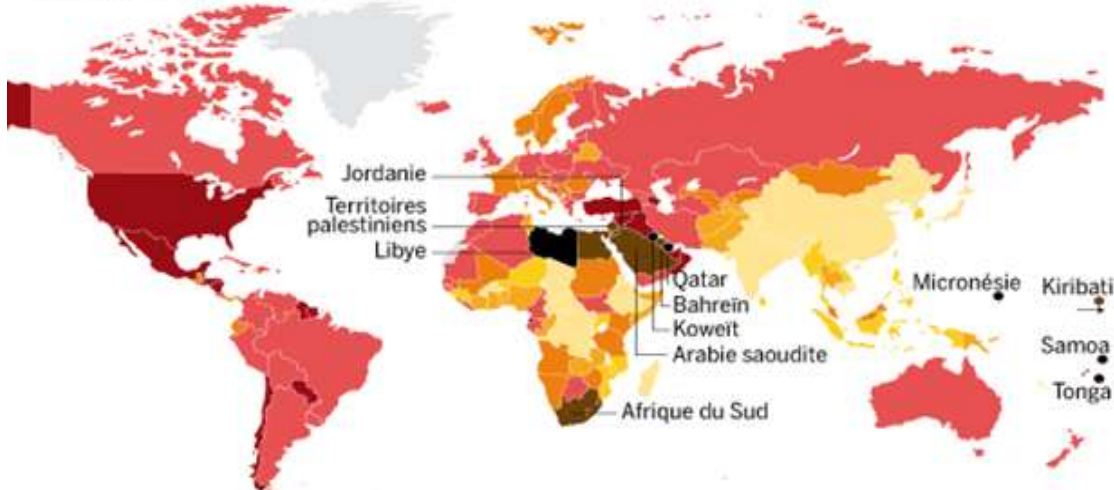 Jordanie
Territoires
palestiniens
Libye
Qatar
Bahreïn
Koweït
Arabie saoudite
Afrique du Sud
Micronésie
Kiribati
Samoa
Tonga